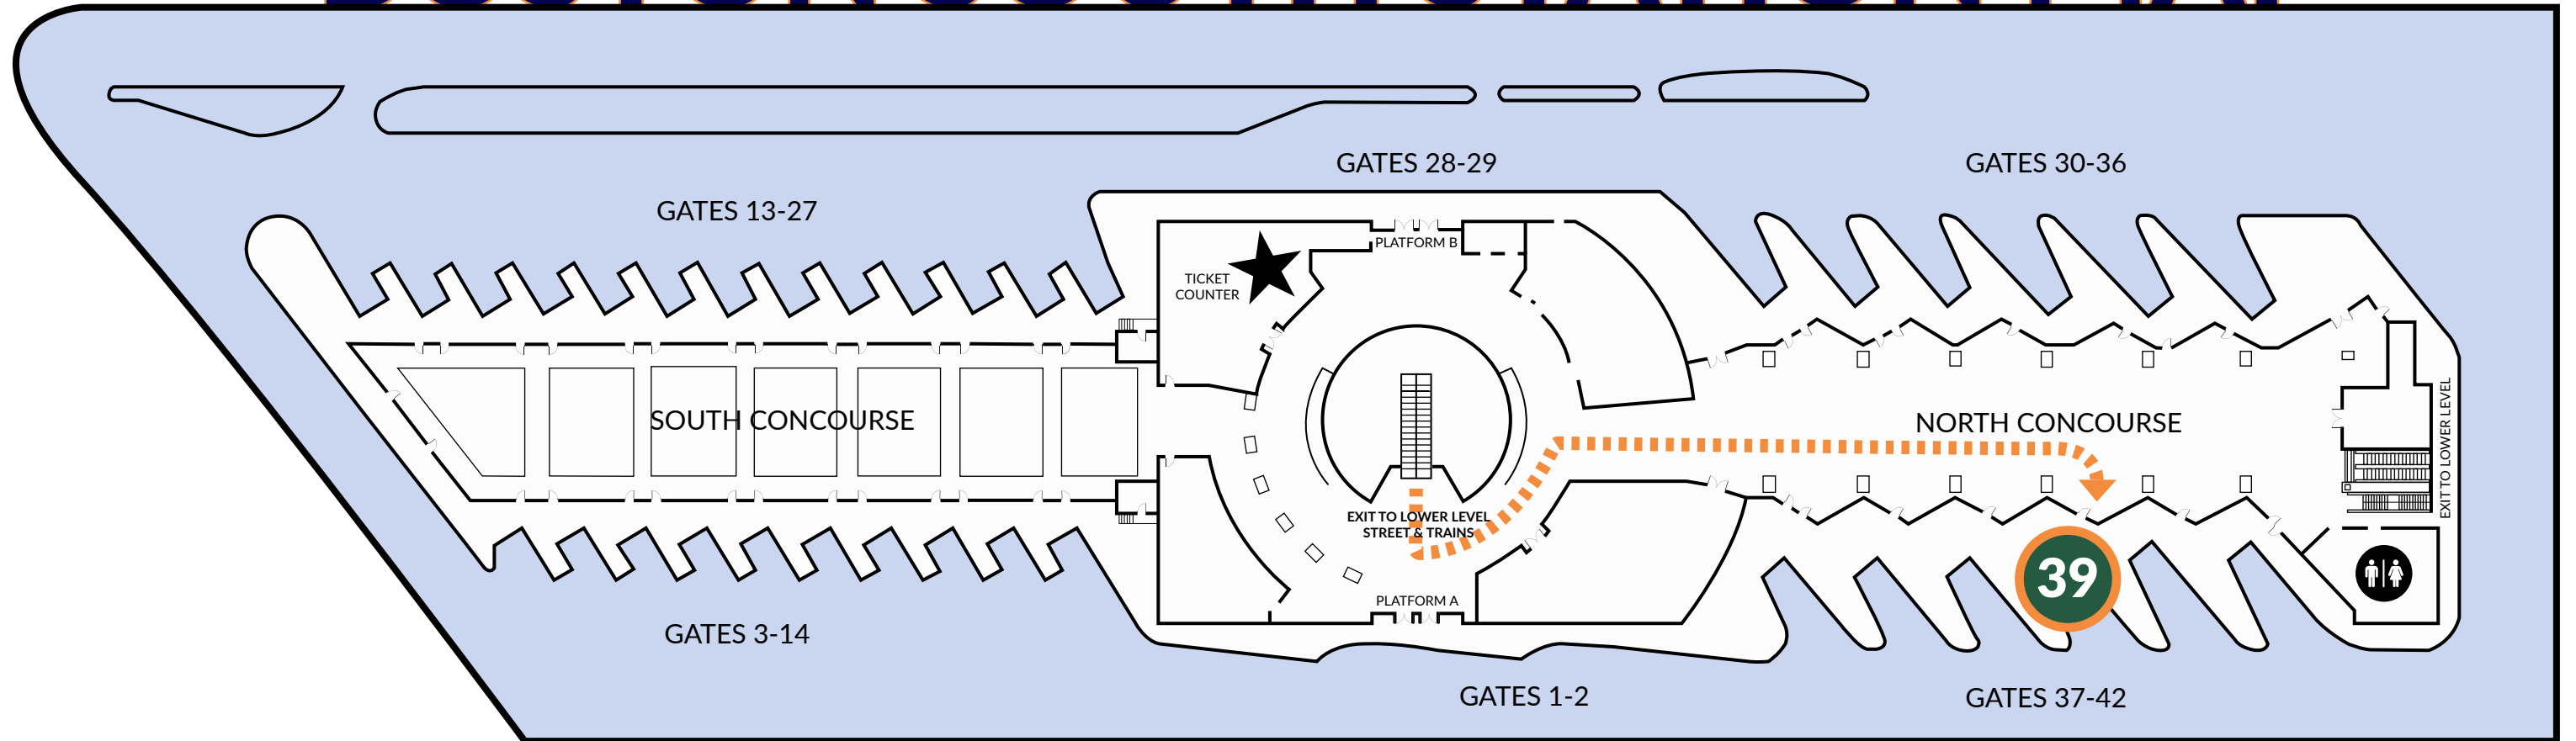 GATES 28-29
GATES 30-36
GATES 13-27
PLATFORM B
TICKET
COUNTER
SOUTH CONCOURSE
NORTH CONCOURSE
EXIT TO LOWER LEVEL
EXIT TO LOWER LEVEL
STREET & TRAINS
39
PLATFORM A
GATES 3-14
GATES 1-2
GATES 37-42